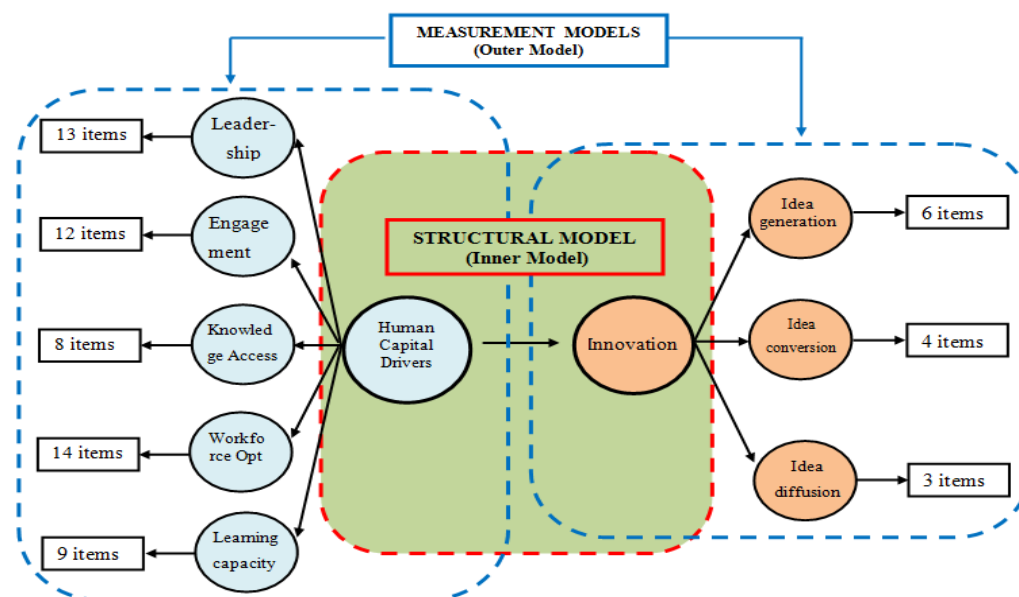 MEASUREMENT MODELS
(Outer Model)
13 items
Leader-
ship
12 items
Engage
ment
8 items
Knowled
ge Access
14 items
Workfo
rce Opt
9 items
Learning
capacity
STRUCTURAL MODEL
(Inner Model)
Human
Capital
Drivers
Innovation
Idea
generation
6 items
Idea
conversion
4 items
Idea
diffusion
3 items